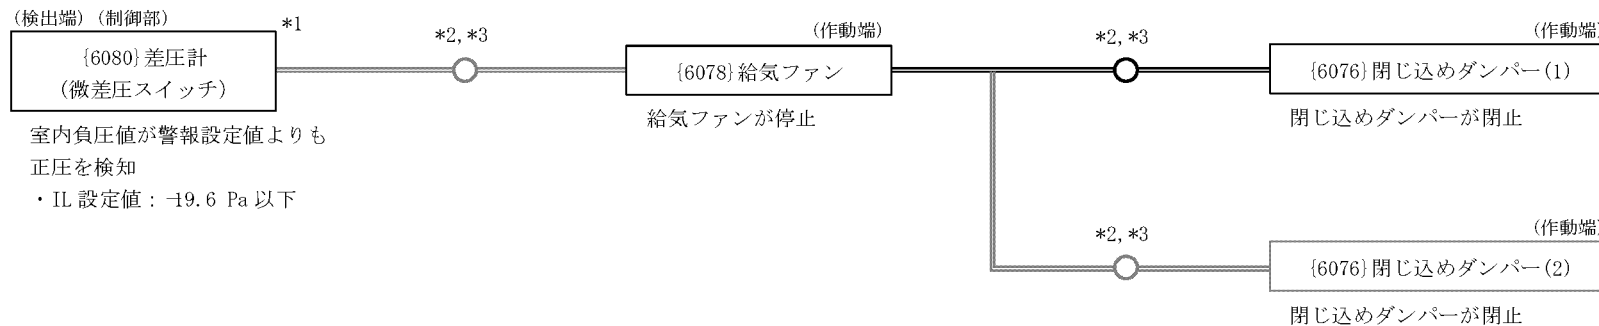 (検出端) (制御部)
*1
{6080}差圧計
(微差圧スイッチ)
室内負圧値が警報設定値よりも
正圧を検知
・IL 設定値:-19.6 Pa 以下
*2,*3
(作動端)
{6078}給気ファン
給気ファンが停止
*2,*3
(作動端)
{6076}閉じ込めダンパー(1)
閉じ込めダンパーが閉止
*2,*3
(作動端)
{6076}閉じ込めダンパー(2)
閉じ込めダンパーが閉止